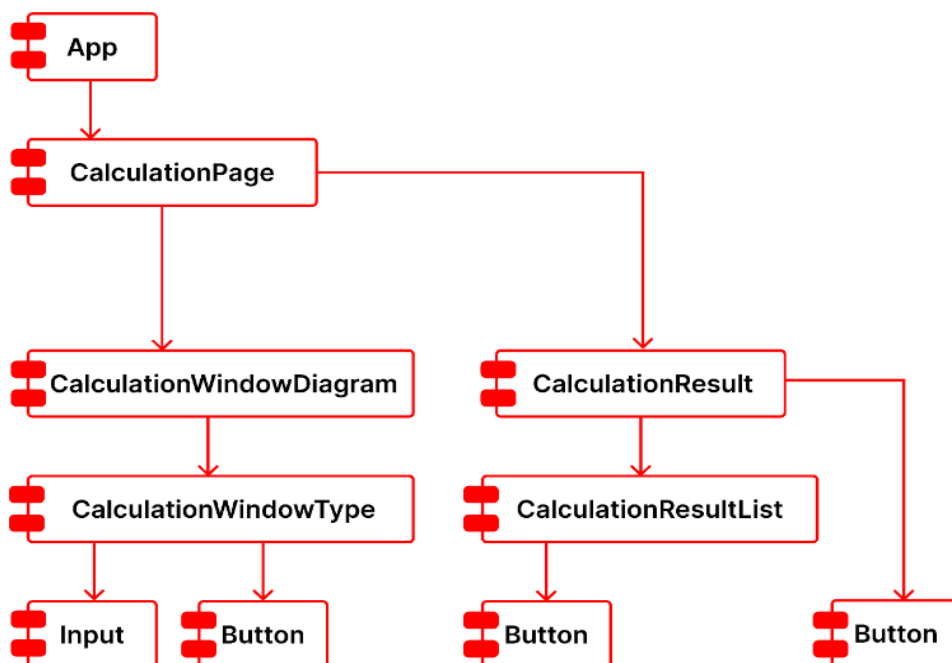 App
CalculationPage
CalculationWindowDiagram
CalculationResult
CalculationWindowType
CalculationResultList
Input
Button
Button
Button